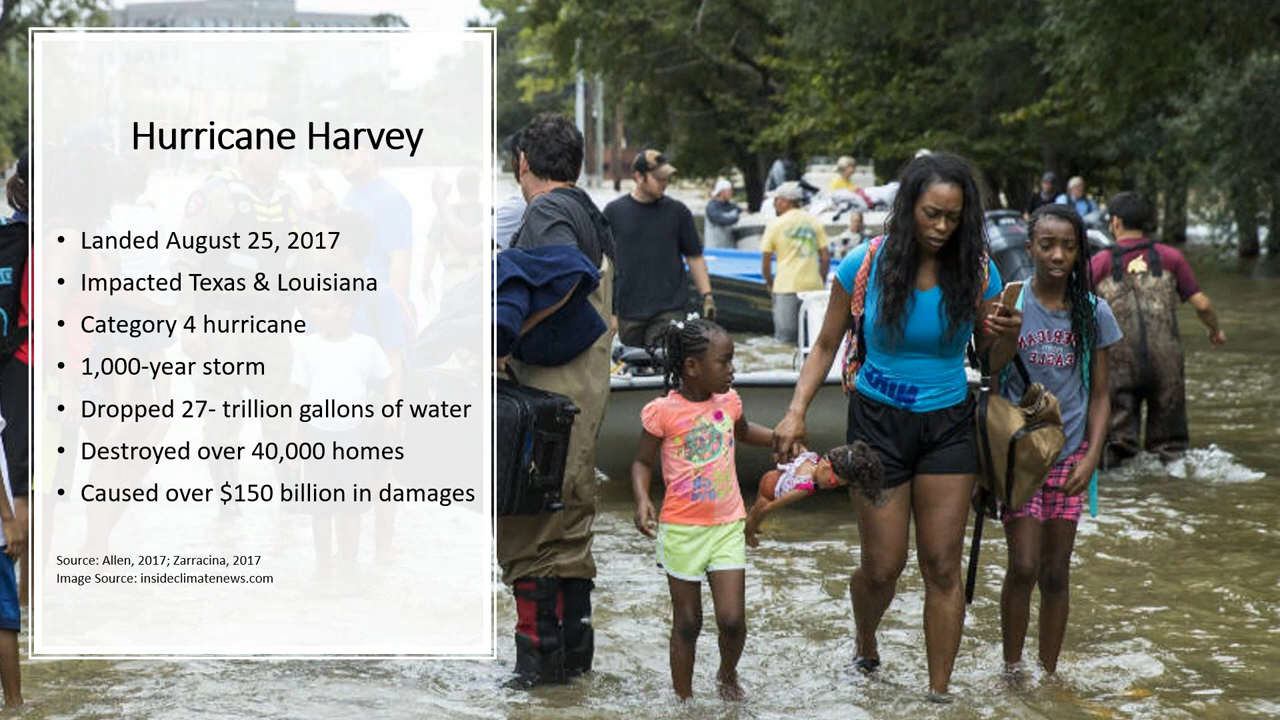 Hurricane Harvey
• Landed August 25, 2017
• Impacted Texas & Louisiana
• Category 4 hurricane
• 1,000-year storm
• Dropped 27- trillion gallons of water
• Destroyed over 40,000 homes
• Caused over $150 billion in damages
Source: Allen, 2017; Zarracina, 2017
Image Source: insideclimatenews.com